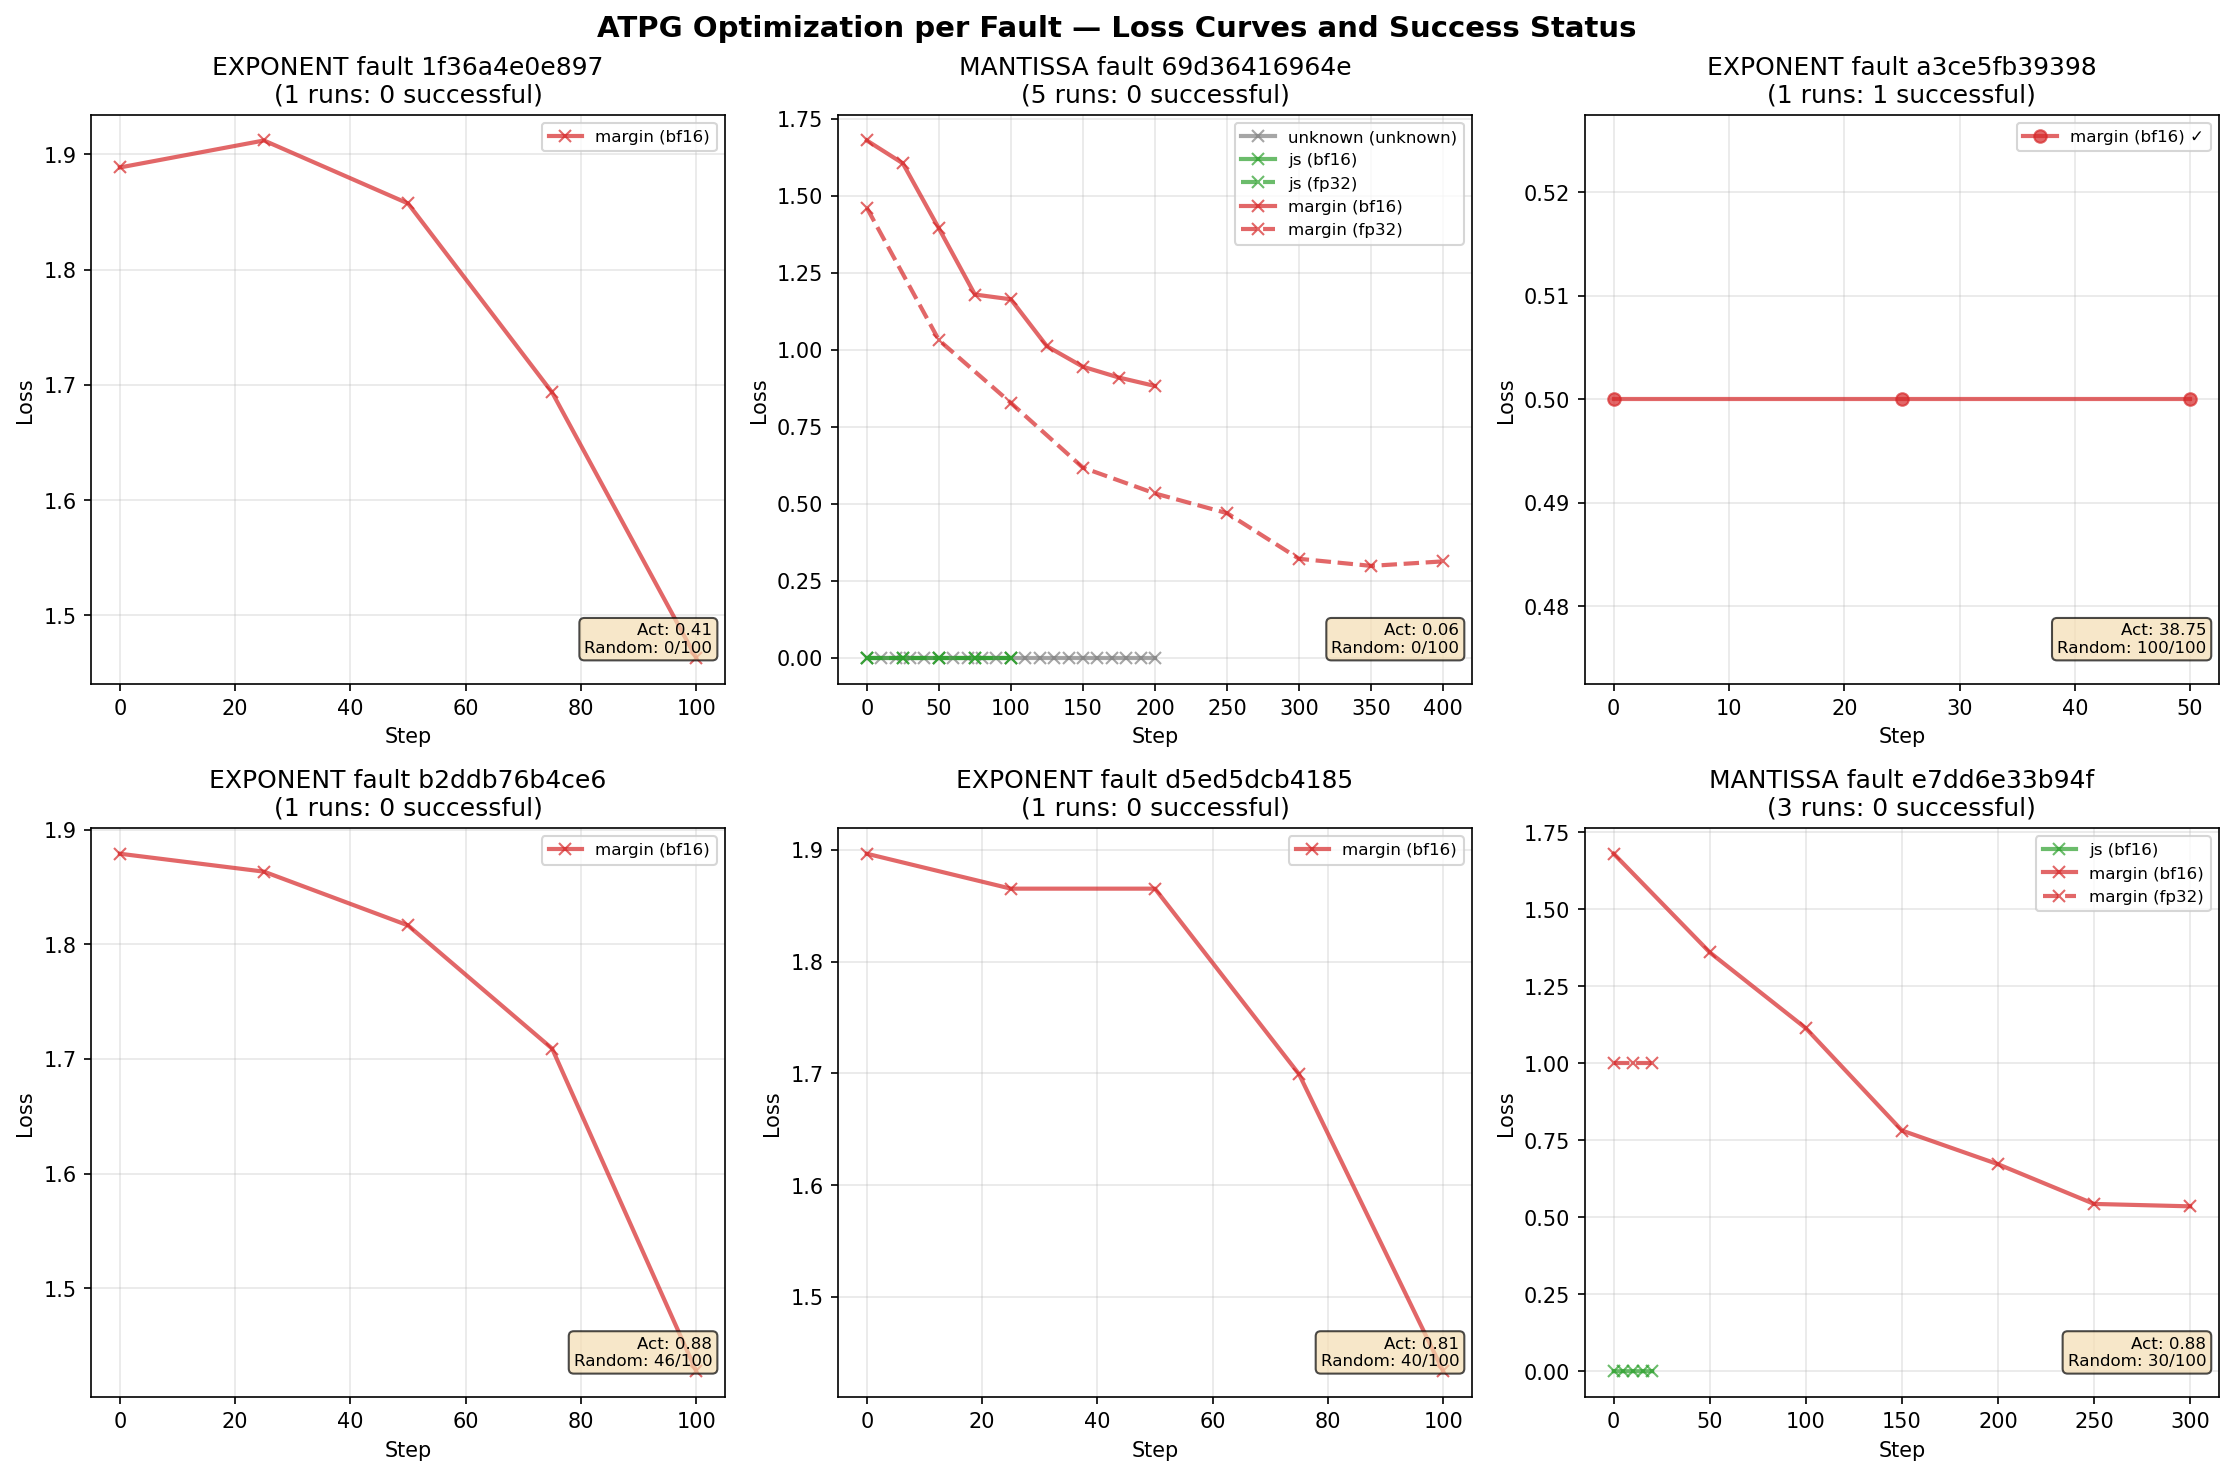 ATPG Optimization per Fault — Loss Curves and Success Status
EXPONENT fault 1f36a4e0e897
(1 runs: 0 successful)
margin (bf16)
1.9
1.8
1.7
1.6
1.5
Loss
Act: 0.41
Random: 0/100
0 20 40 60 80 100
Step
MANTISSA fault 69d36416964e
(5 runs: 0 successful)
unknown (unknown)
js (bf16)
js (fp32)
margin (bf16)
margin (fp32)
1.75
1.50
1.25
1.00
0.75
0.50
0.25
0.00
Loss
Act: 0.06
Random: 0/100
0 50 100 150 200 250 300 350 400
Step
EXPONENT fault a3ce5fb39398
(1 runs: 1 successful)
margin (bf16) ✓
0.52
0.51
0.50
0.49
0.48
Loss
Act: 38.75
Random: 100/100
0 10 20 30 40 50
Step
EXPONENT fault b2ddb76b4ce6
(1 runs: 0 successful)
margin (bf16)
1.9
1.8
1.7
1.6
1.5
Loss
Act: 0.88
Random: 46/100
0 20 40 60 80 100
Step
EXPONENT fault d5ed5dcb4185
(1 runs: 0 successful)
margin (bf16)
1.9
1.8
1.7
1.6
1.5
Loss
Act: 0.81
Random: 40/100
0 20 40 60 80 100
Step
MANTISSA fault e7dd6e33b94f
(3 runs: 0 successful)
js (bf16)
margin (bf16)
margin (fp32)
1.75
1.50
1.25
1.00
0.75
0.50
0.25
0.00
Loss
Act: 0.88
Random: 30/100
0 50 100 150 200 250 300
Step